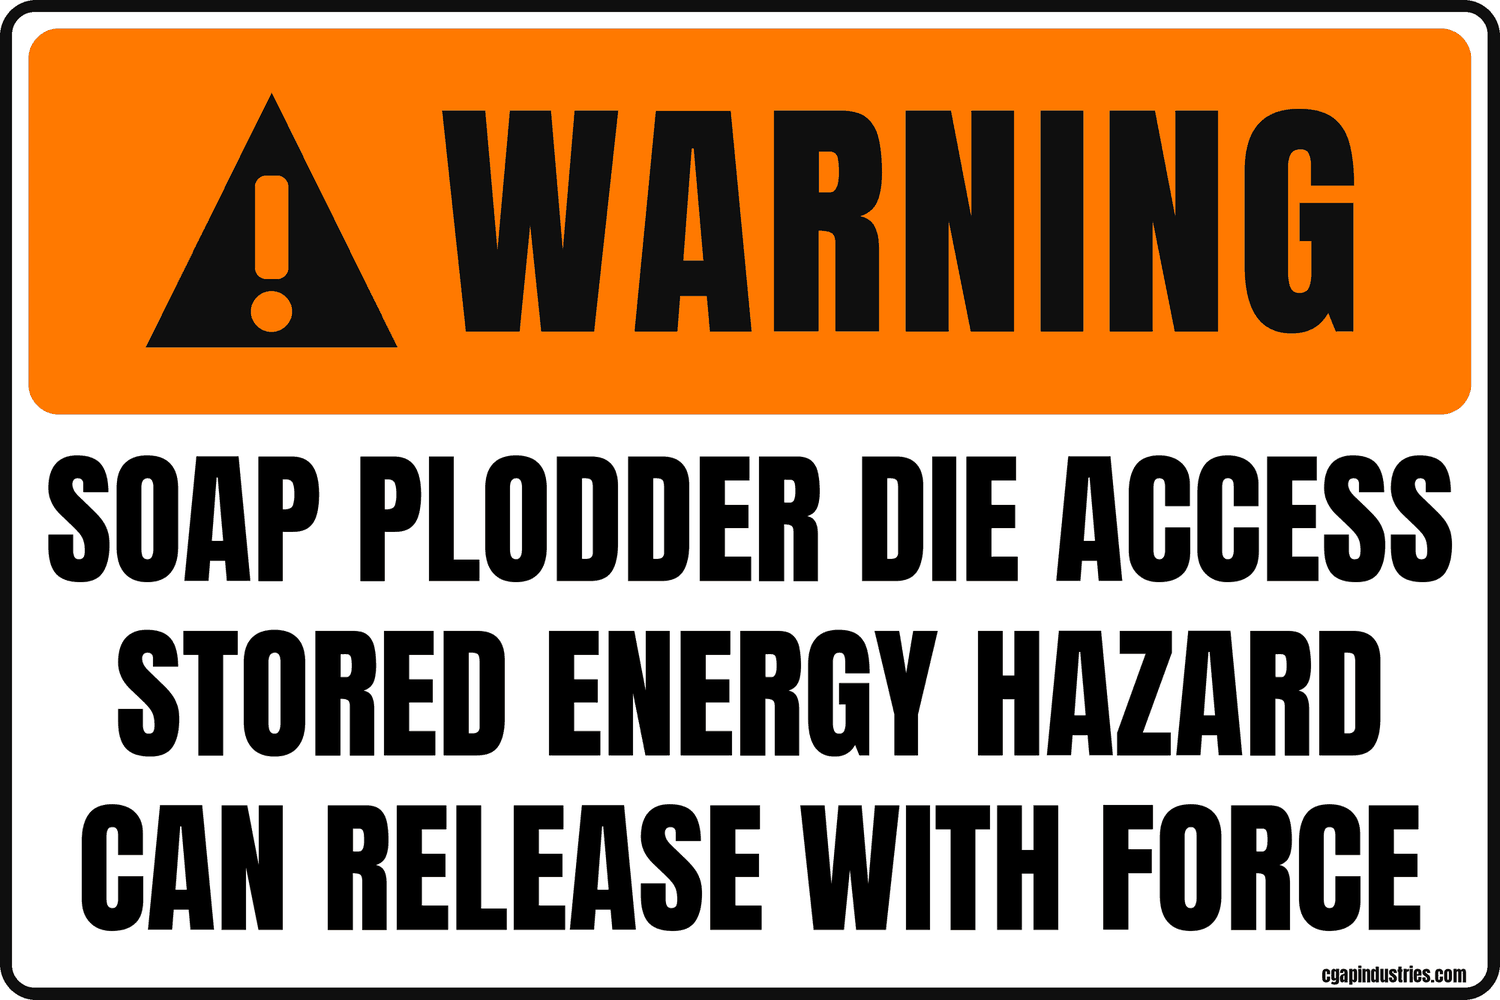 WARNING
SOAP PLODDER DIE ACCESS
STORED ENERGY HAZARD
CAN RELEASE WITH FORCE
cgapindustries.com